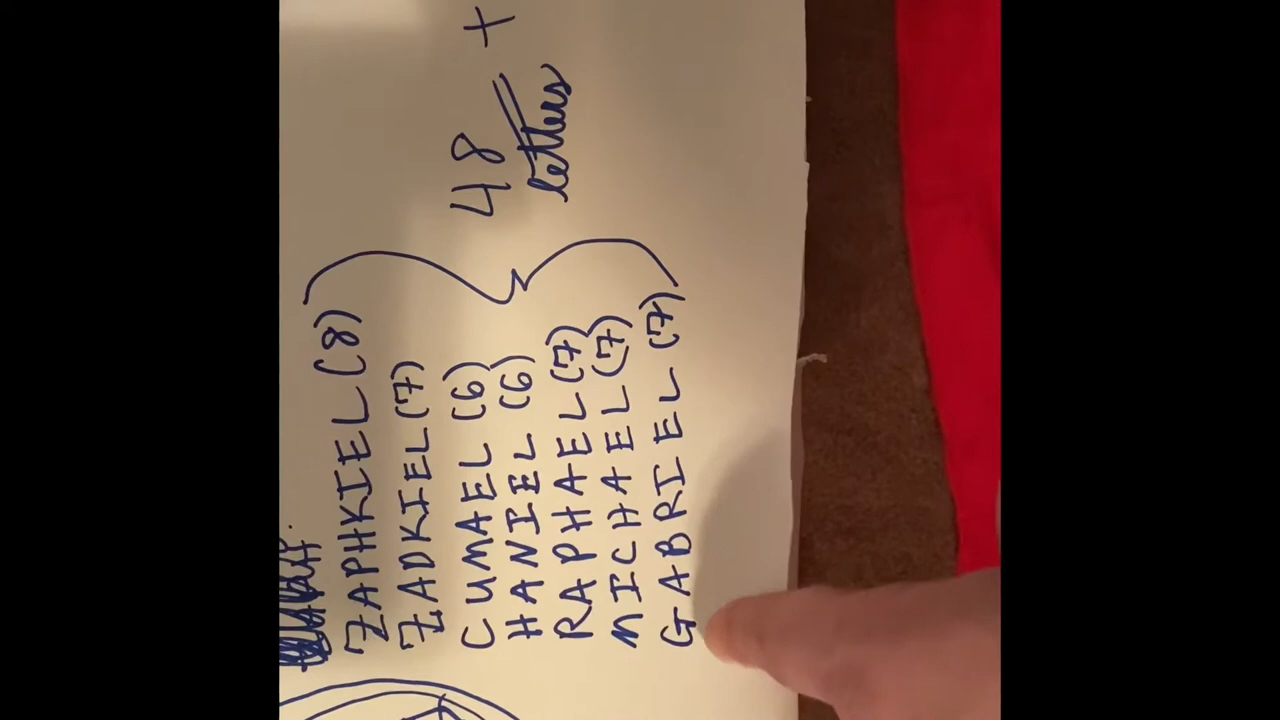 ZAPHKIEL (8)
ZADKIEL (7)
CUMAEL (6)
HANIEL (6)
RAPHAEL (7)
MICHAEL (7)
GABRIEL (7)
48 +
letters